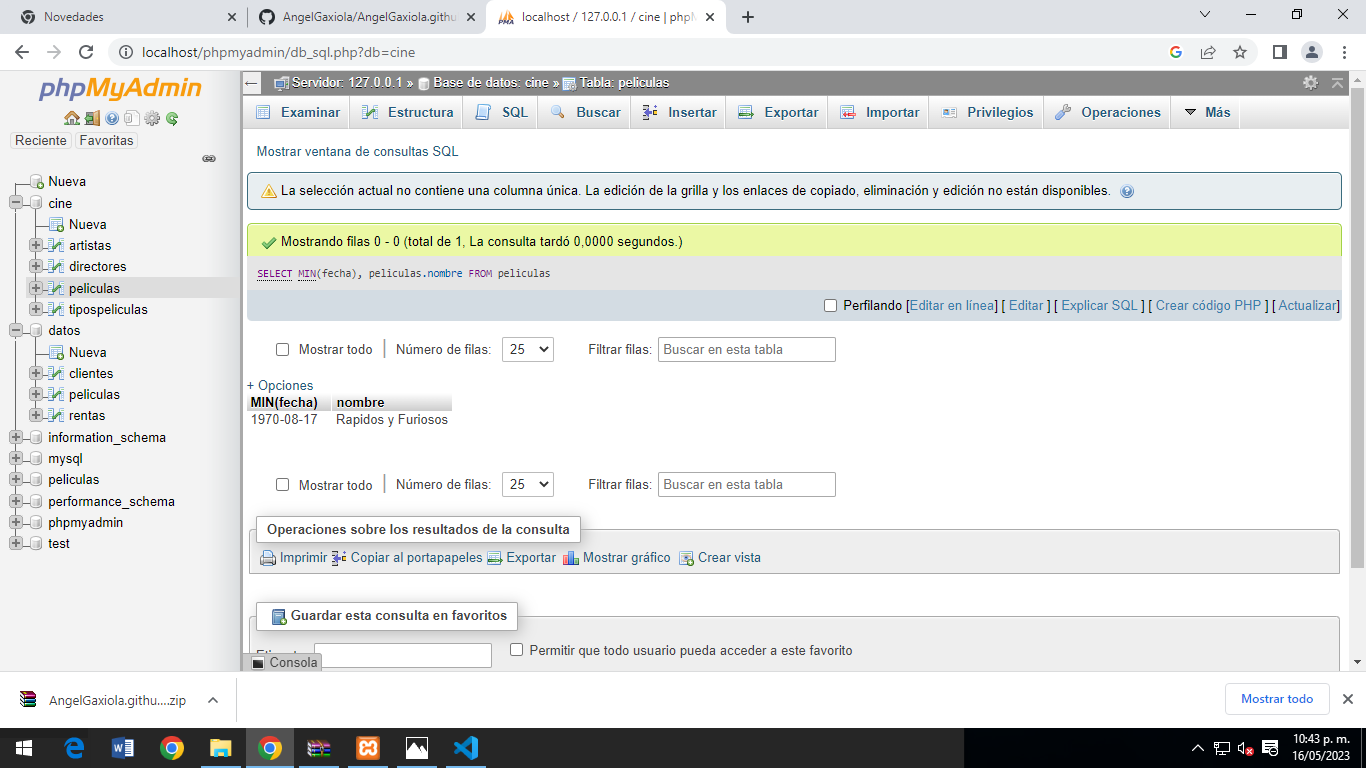 Novedades
AngelGaxiola/AngelGaxiola.githu
localhost / 127.0.0.1 / cine | phpM
localhost/phpmyadmin/db_sql.php?db=cine
phpMyAdmin
Reciente
Favoritas
Nueva
cine
Nueva
artistas
directores
peliculas
tipospeliculas
datos
Nueva
clientes
peliculas
rentas
information_schema
mysql
peliculas
performance_schema
phpmyadmin
test
Servidor: 127.0.0.1 » Base de datos: cine » Tabla: peliculas
Examinar Estructura SQL Buscar Insertar Exportar Importar Privilegios Operaciones Más
Mostrar ventana de consultas SQL
La selección actual no contiene una columna única. La edición de la grilla y los enlaces de copiado, eliminación y edición no están disponibles.
Mostrando filas 0 - 0 (total de 1, La consulta tardó 0,0000 segundos.)
SELECT MIN(fecha), peliculas.nombre FROM peliculas
Perfilando [Editar en línea] [ Editar ] [ Explicar SQL ] [ Crear código PHP ] [ Actualizar]
Mostrar todo | Número de filas: 25 Filtrar filas: Buscar en esta tabla
+ Opciones
MIN(fecha) nombre
1970-08-17 Rapidos y Furiosos
Mostrar todo | Número de filas: 25 Filtrar filas: Buscar en esta tabla
Operaciones sobre los resultados de la consulta
Imprimir Copiar al portapapeles Exportar Mostrar gráfico Crear vista
Guardar esta consulta en favoritos
Permitir que todo usuario pueda acceder a este favorito
Consola
AngelGaxiola.githu....zip
Mostrar todo
10:43 p. m.
16/05/2023